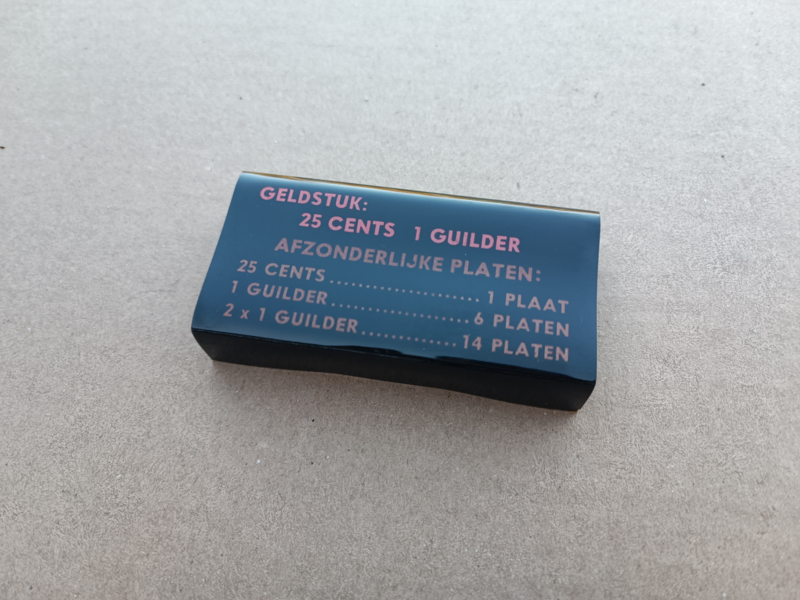 GELDSTUK:
25 CENTS 1 GUILDER
AFZONDERLIJKE PLATEN:
25 CENTS.....................1 PLAAT
1 GUILDER...................6 PLATEN
2 x 1 GUILDER.............14 PLATEN